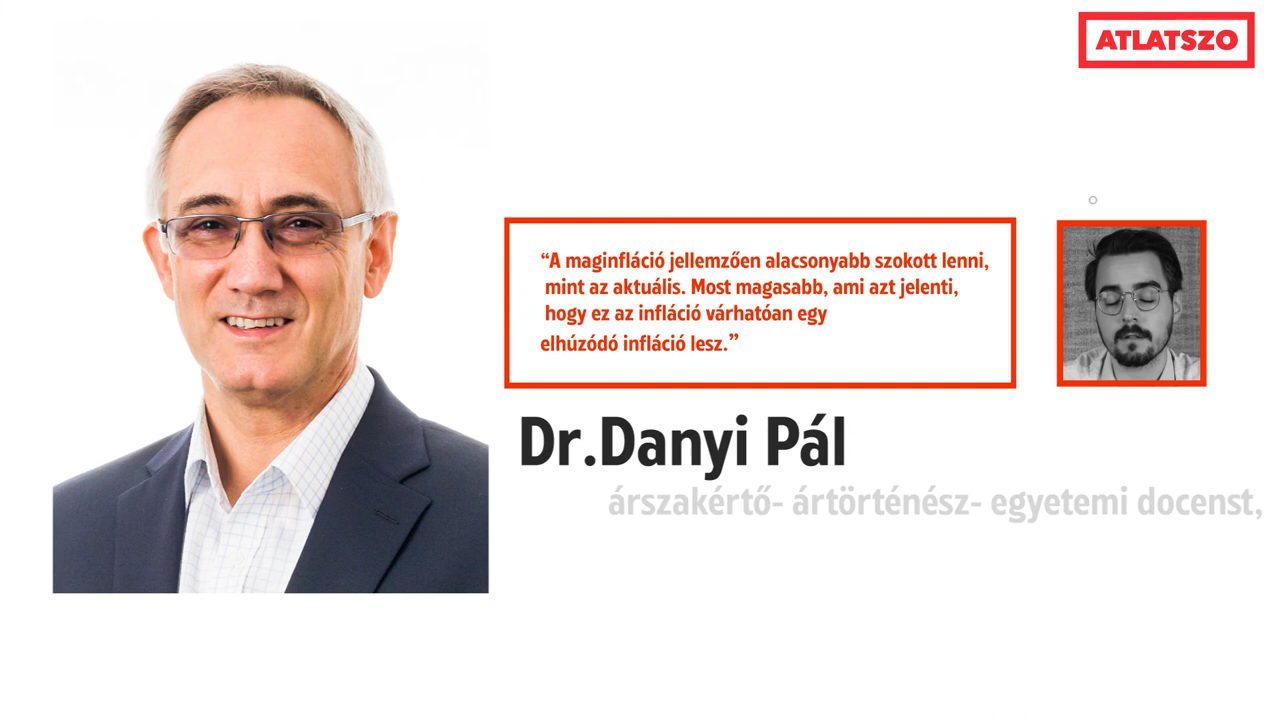 ATLATSZO
“A maginfláció jellemzően alacsonyabb szokott lenni,
mint az aktuális. Most magasabb, ami azt jelenti,
hogy ez az infláció várhatóan egy
elhúzódó infláció lesz.”
Dr.Danyi Pál
árszakértő- ártörténész- egyetemi docenst,